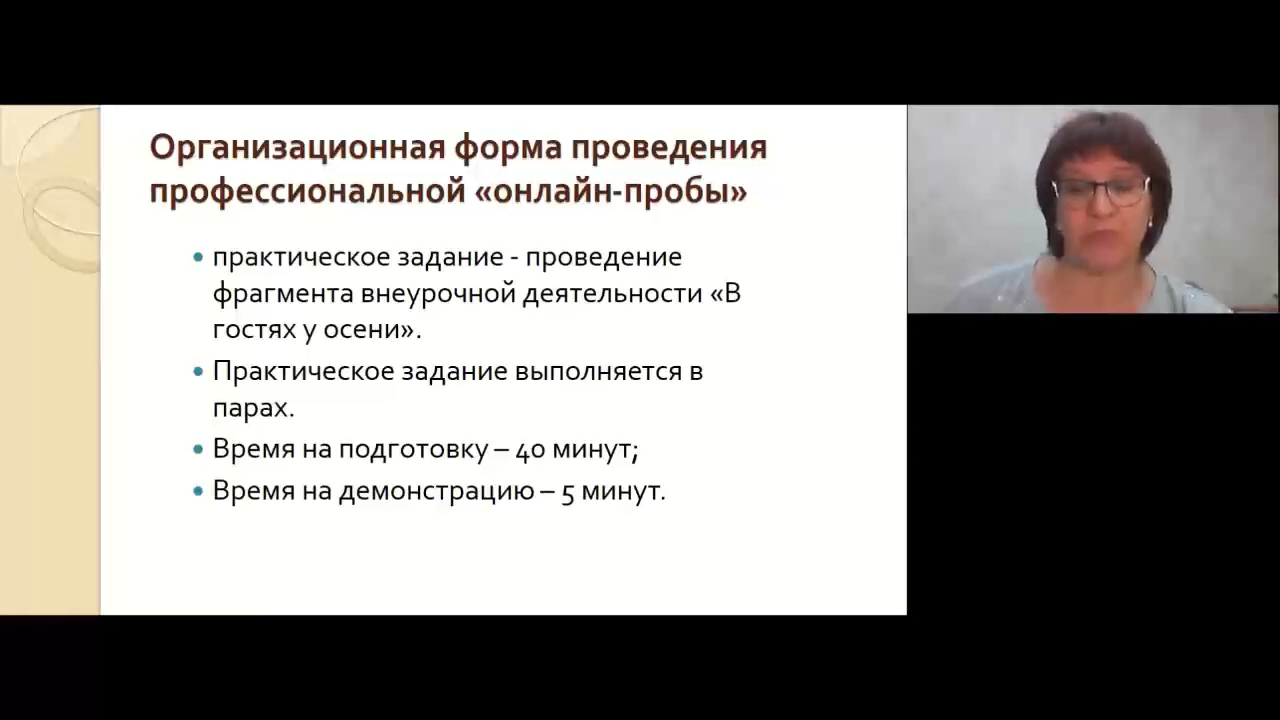 Организационная форма проведения
профессиональной «онлайн-пробы»
• практическое задание - проведение
фрагмента внеурочной деятельности «В
гостях у осени».
• Практическое задание выполняется в
парах.
• Время на подготовку – 40 минут;
• Время на демонстрацию – 5 минут.